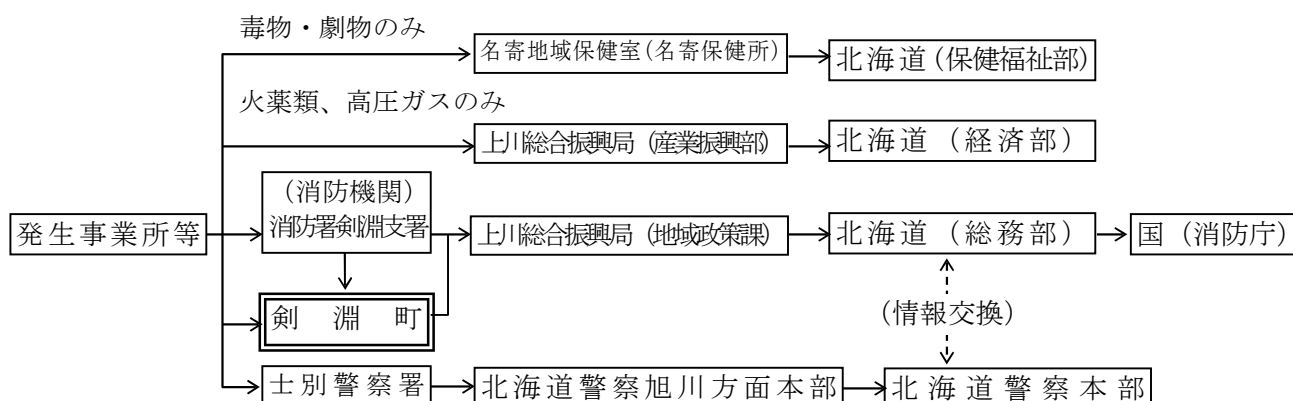 毒物・劇物のみ
名寄地域保健室(名寄保健所)
北海道(保健福祉部)
火薬類、高圧ガスのみ
上川総合振興局（産業振興部）
北海道（経済部）
（消防機関）
消防署剣淵支署
発生事業所等
上川総合振興局（地域政策課）
北海道（総務部）
国（消防庁）
剣淵町
（情報交換）
士別警察署
北海道警察旭川方面本部
北海道警察本部